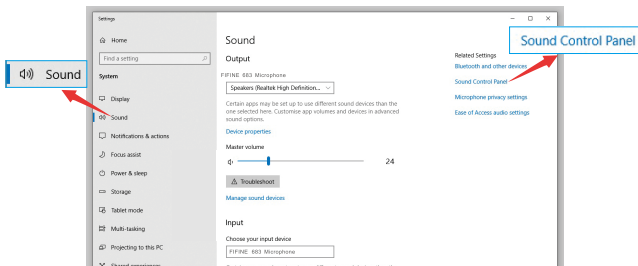 Settings
Home
Find a setting
System
Display
Sound
Notifications & actions
Focus assist
Power & sleep
Storage
Tablet mode
Multi-tasking
Projecting to this PC
Shared experiences
Sound
Sound
Output
FIFINE 883 Microphone
Speakers (Realtek High Definition...
Certain apps may be set up to use different sound devices than the
one selected here. Customise app volumes and devices in advanced
sound options.
Device properties
Master volume
24
Troubleshoot
Manage sound devices
Input
Choose your input device
FIFINE 883 Microphone
Related Settings
Bluetooth and other devices
Sound Control Panel
Microphone privacy settings
Ease of Access audio settings
Sound Control Panel